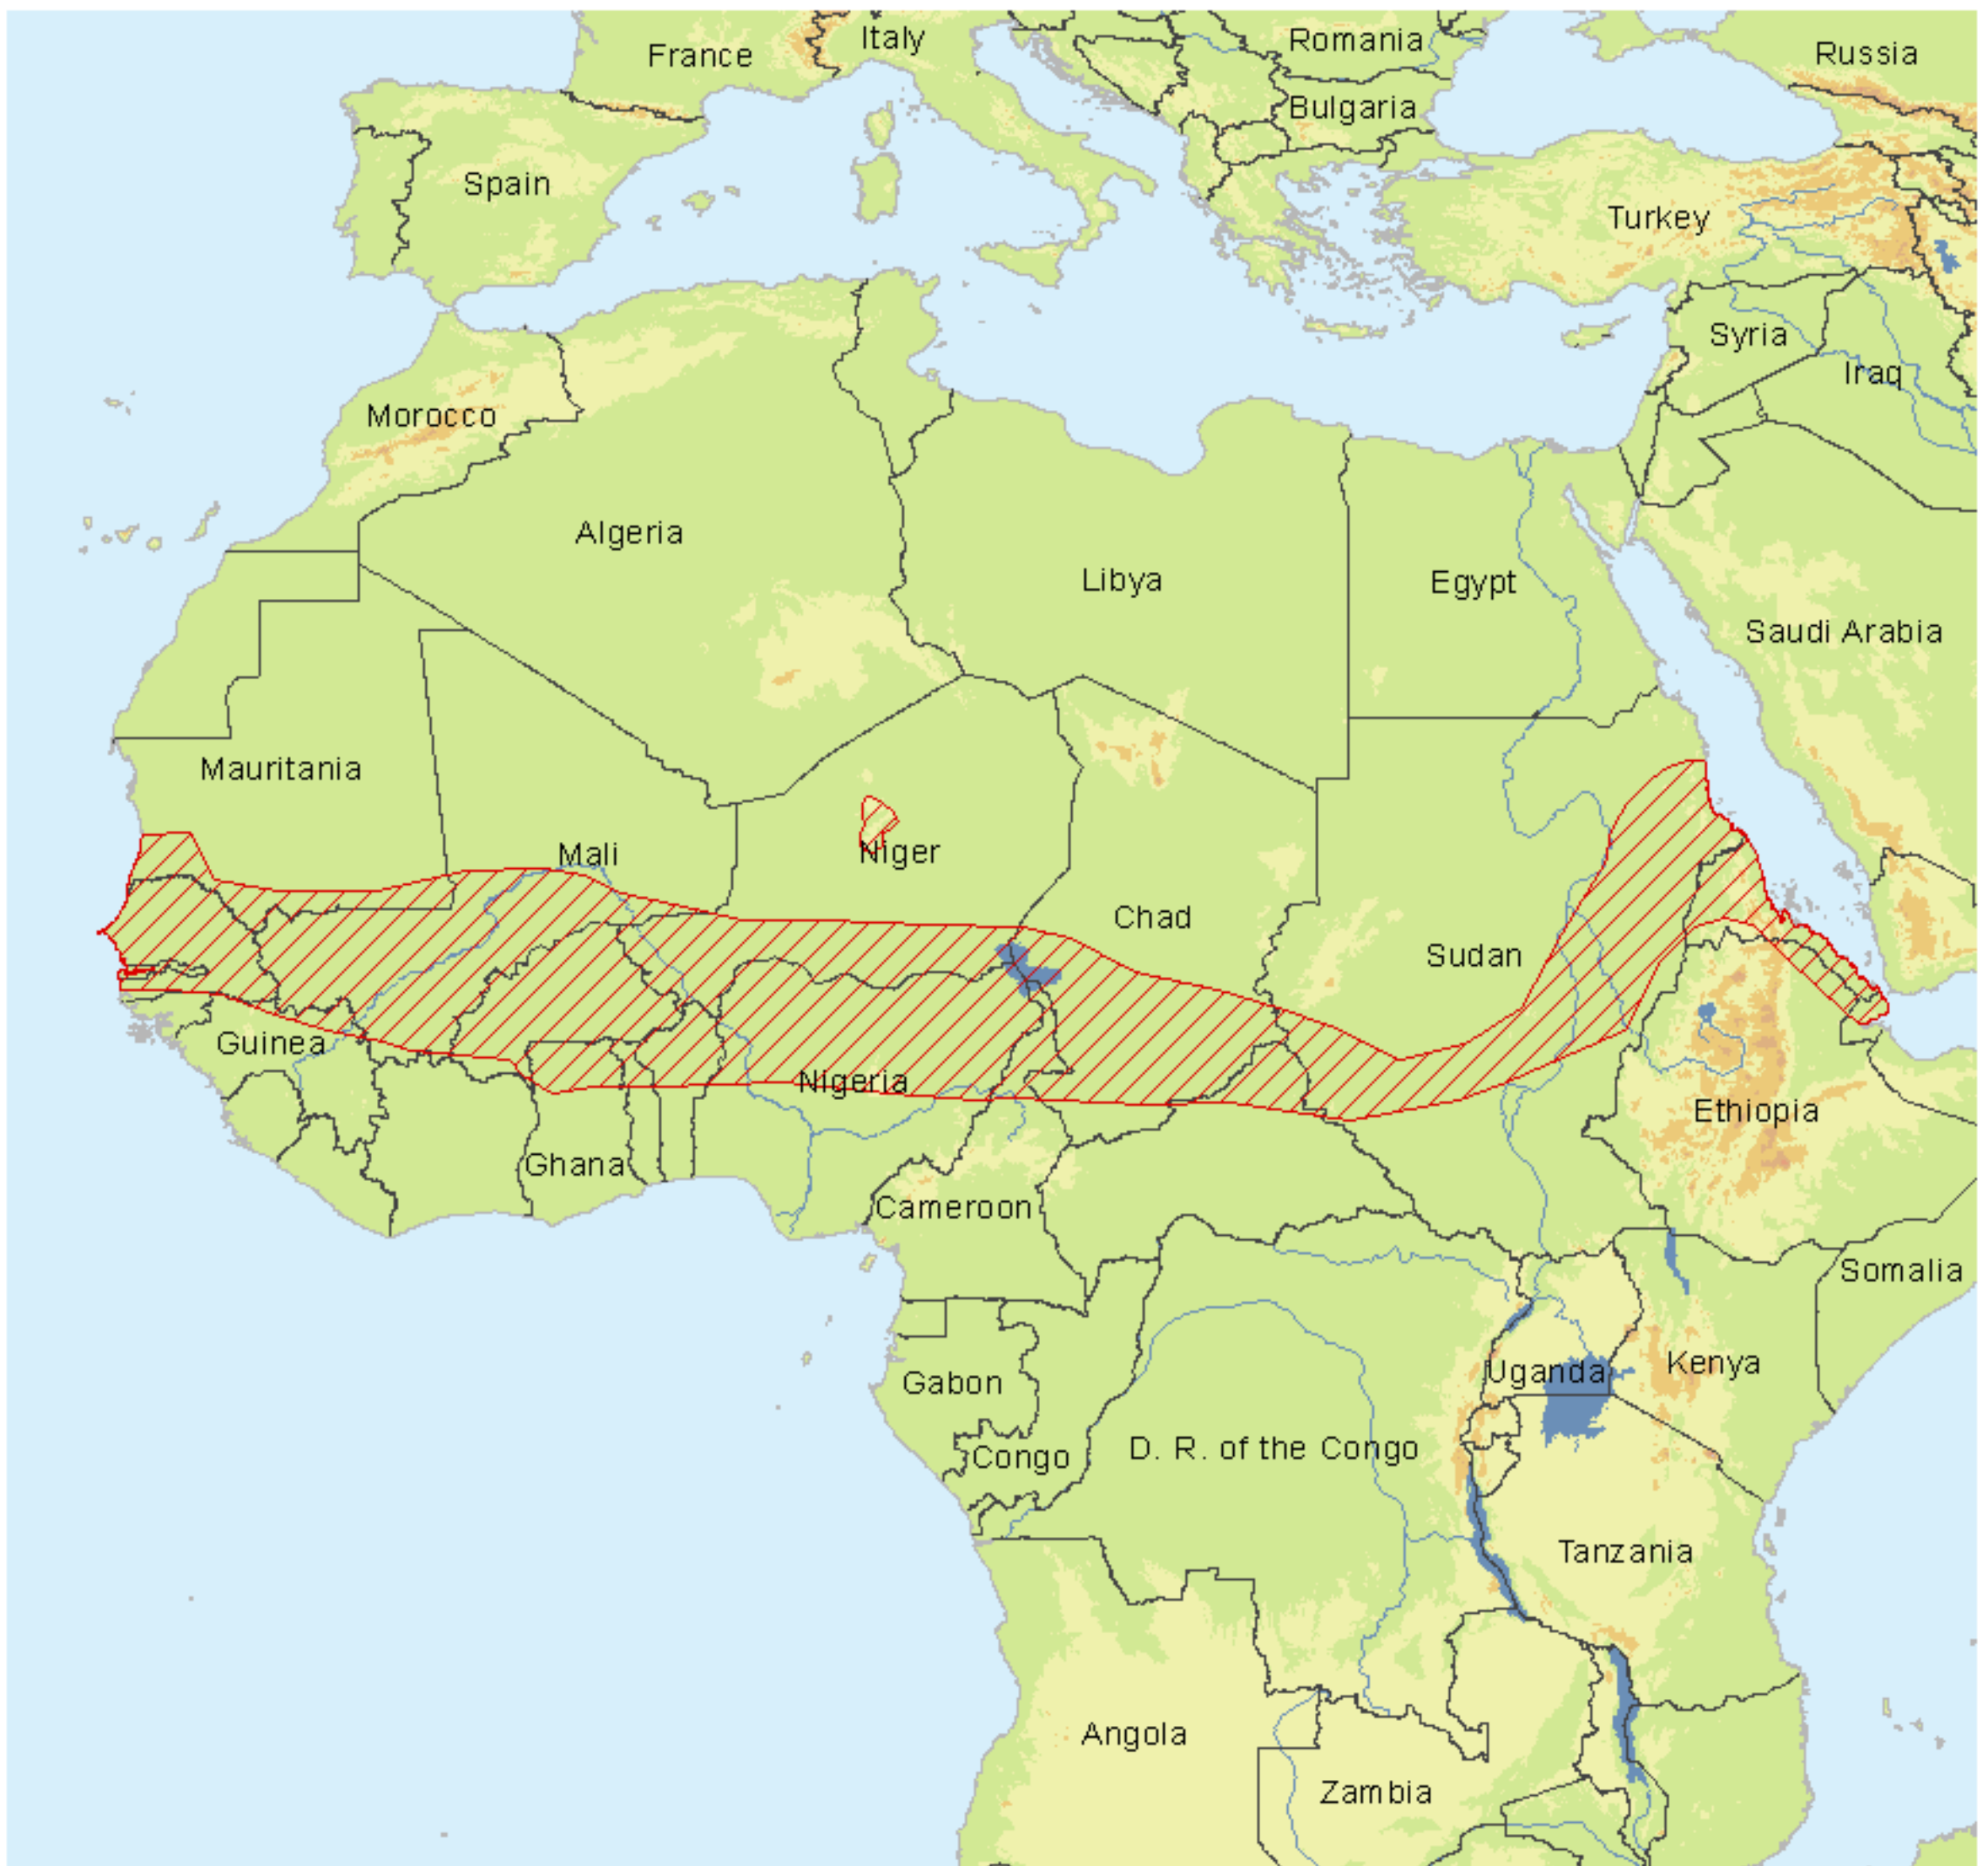 Italy
Romania
Russia
France
Bulgaria
Spain
Turkey
Syria
Iraq
Morocco
Algeria
Libya
Egypt
Saudi Arabia
Mauritania
Mali
Niger
Chad
Sudan
Guinea
Nigeria
Ethiopia
Ghana
Cameroon
Somalia
Uganda
Kenya
Gabon
D. R. of the Congo
Congo
Tanzania
Angola
Zambia